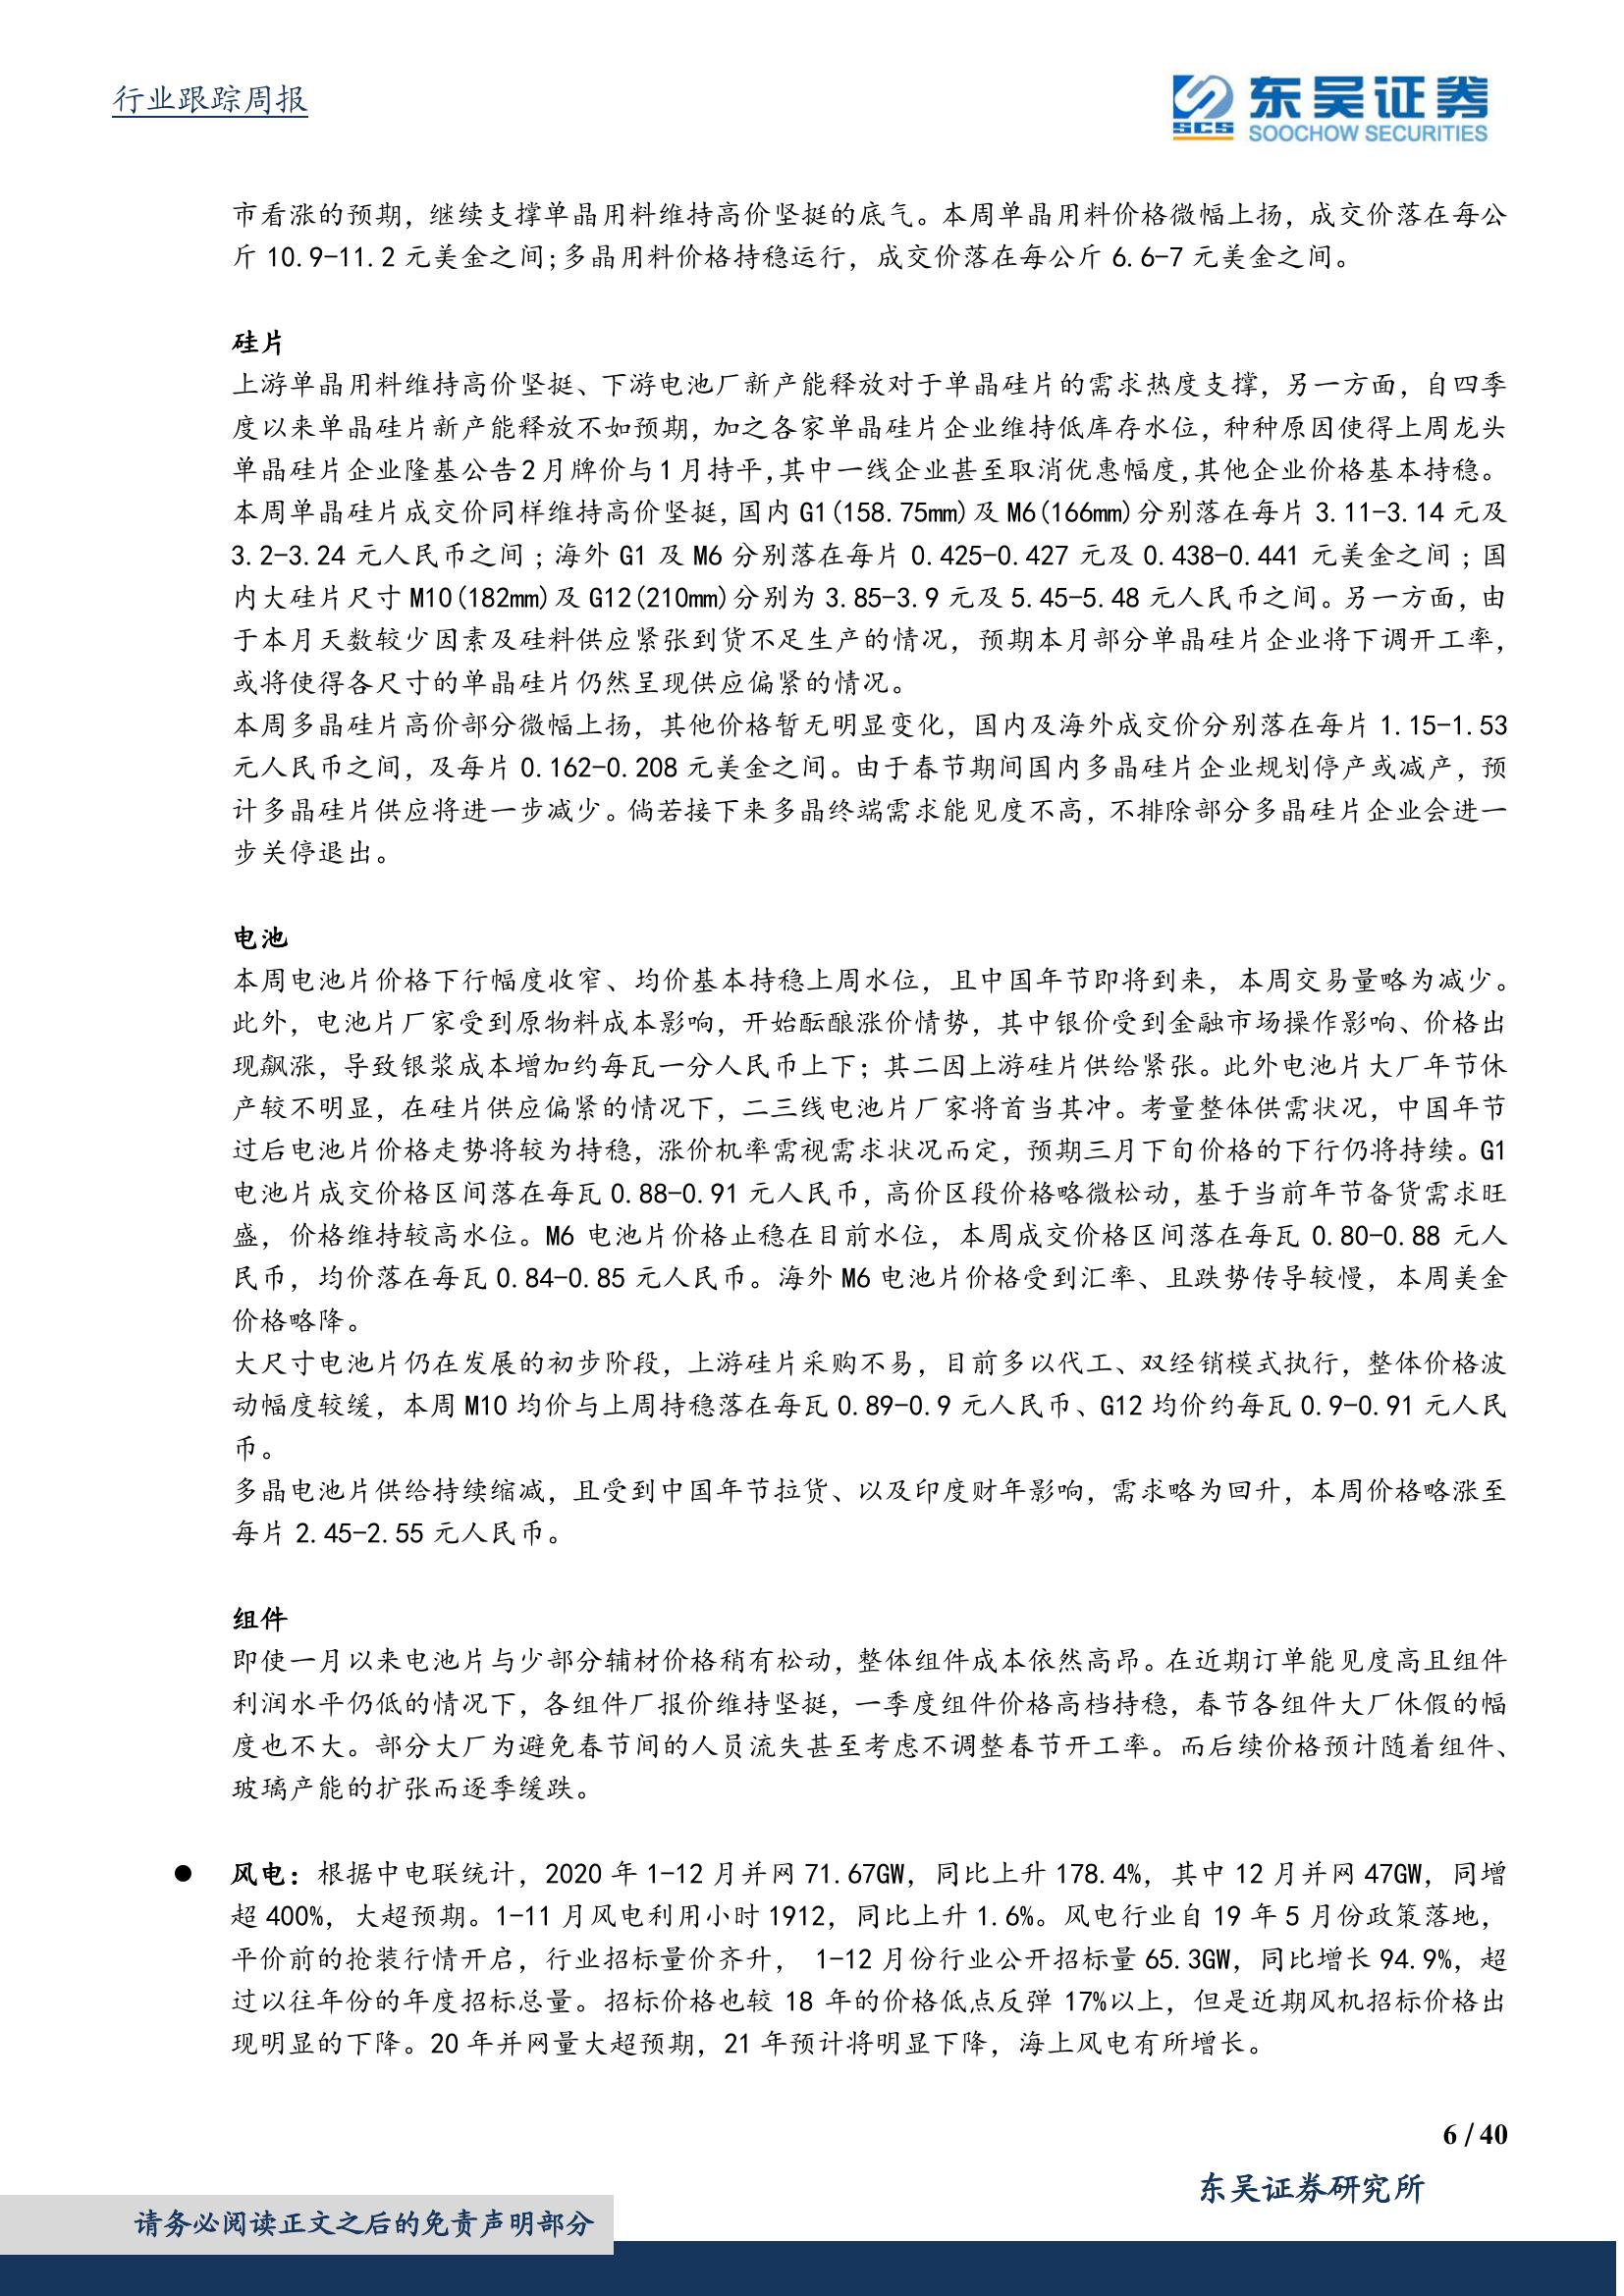 行业跟踪周报
SCS 东吴证券
SOOCHOW SECURITIES
市看涨的预期，继续支撑单晶用料维持高价坚挺的底气。本周单晶用料价格微幅上扬，成交价落在每公
斤 10.9-11.2 元美金之间;多晶用料价格持稳运行，成交价落在每公斤 6.6-7 元美金之间。
硅片
上游单晶用料维持高价坚挺、下游电池厂新产能释放对于单晶硅片的需求热度支撑，另一方面，自四季
度以来单晶硅片新产能释放不如预期，加之各家单晶硅片企业维持低库存水位，种种原因使得上周龙头
单晶硅片企业隆基公告2月牌价与1月持平,其中一线企业甚至取消优惠幅度,其他企业价格基本持稳。
本周单晶硅片成交价同样维持高价坚挺,国内 G1(158.75mm)及 M6(166mm)分别落在每片 3.11-3.14 元及
3.2-3.24 元人民币之间；海外 G1 及 M6 分别落在每片 0.425-0.427 元及 0.438-0.441 元美金之间；国
内大硅片尺寸 M10(182mm)及 G12(210mm)分别为 3.85-3.9 元及 5.45-5.48 元人民币之间。另一方面，由
于本月天数较少因素及硅料供应紧张到货不足生产的情况，预期本月部分单晶硅片企业将下调开工率，
或将使得各尺寸的单晶硅片仍然呈现供应偏紧的情况。
本周多晶硅片高价部分微幅上扬，其他价格暂无明显变化，国内及海外成交价分别落在每片 1.15-1.53
元人民币之间，及每片 0.162-0.208 元美金之间。由于春节期间国内多晶硅片企业规划停产或减产，预
计多晶硅片供应将进一步减少。倘若接下来多晶终端需求能见度不高，不排除部分多晶硅片企业会进一
步关停退出。
电池
本周电池片价格下行幅度收窄、均价基本持稳上周水位，且中国年节即将到来，本周交易量略为减少。
此外，电池片厂家受到原物料成本影响，开始酝酿涨价情势，其中银价受到金融市场操作影响、价格出
现飙涨，导致银浆成本增加约每瓦一分人民币上下；其二因上游硅片供给紧张。此外电池片大厂年节休
产较不明显，在硅片供应偏紧的情况下，二三线电池片厂家将首当其冲。考量整体供需状况，中国年节
过后电池片价格走势将较为持稳，涨价机率需视需求状况而定，预期三月下旬价格的下行仍将持续。G1
电池片成交价格区间落在每瓦 0.88-0.91 元人民币，高价区段价格略微松动，基于当前年节备货需求旺
盛，价格维持较高水位。M6 电池片价格止稳在目前水位，本周成交价格区间落在每瓦 0.80-0.88 元人
民币，均价落在每瓦 0.84-0.85 元人民币。海外 M6 电池片价格受到汇率、且跌势传导较慢，本周美金
价格略降。
大尺寸电池片仍在发展的初步阶段，上游硅片采购不易，目前多以代工、双经销模式执行，整体价格波
动幅度较缓，本周 M10 均价与上周持稳落在每瓦 0.89-0.9 元人民币、G12 均价约每瓦 0.9-0.91 元人民
币。
多晶电池片供给持续缩减，且受到中国年节拉货、以及印度财年影响，需求略为回升，本周价格略涨至
每片 2.45-2.55 元人民币。
组件
即使一月以来电池片与少部分辅材价格稍有松动，整体组件成本依然高昂。在近期订单能见度高且组件
利润水平仍低的情况下，各组件厂报价维持坚挺，一季度组件价格高档持稳，春节各组件大厂休假的幅
度也不大。部分大厂为避免春节间的人员流失甚至考虑不调整春节开工率。而后续价格预计随着组件、
玻璃产能的扩张而逐季缓跌。
● 风电：根据中电联统计，2020 年 1-12 月并网 71.67GW，同比上升 178.4%，其中 12 月并网 47GW，同增
超 400%，大超预期。1-11 月风电利用小时 1912，同比上升 1.6%。风电行业自 19 年 5 月份政策落地，
平价前的抢装行情开启，行业招标量价齐升， 1-12 月份行业公开招标量 65.3GW，同比增长 94.9%，超
过以往年份的年度招标总量。招标价格也较 18 年的价格低点反弹 17%以上，但是近期风机招标价格出
现明显的下降。20 年并网量大超预期，21 年预计将明显下降，海上风电有所增长。
6 / 40
东吴证券研究所
请务必阅读正文之后的免责声明部分